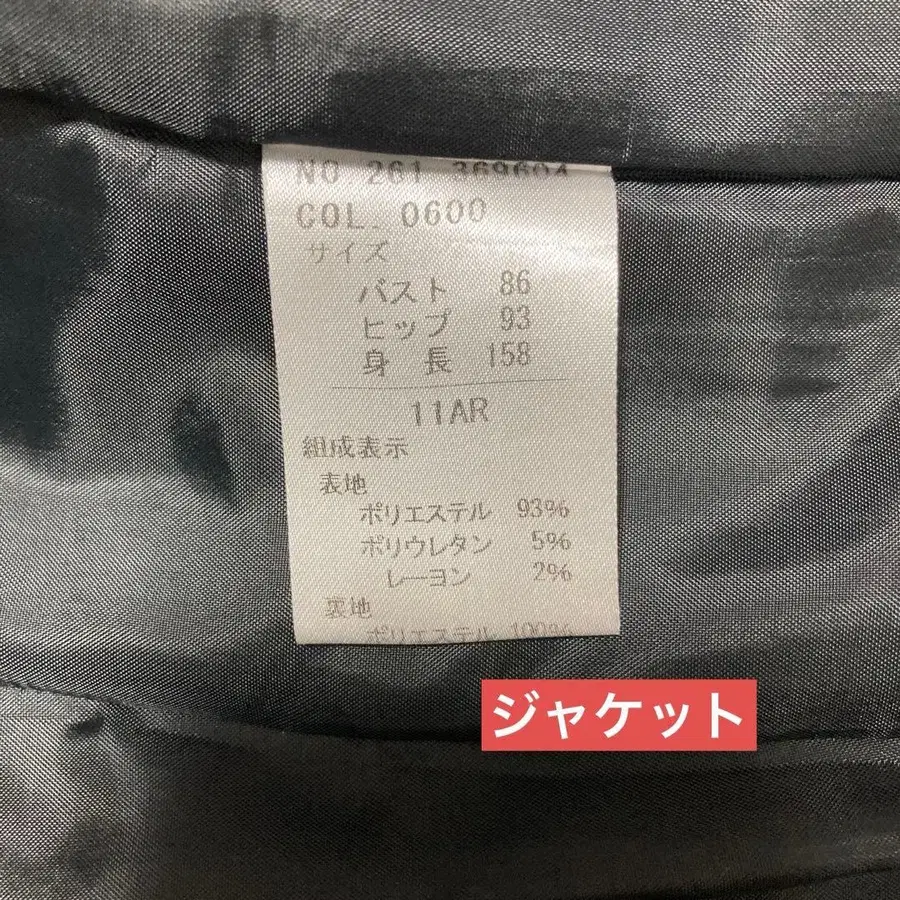 NO 261 369604
COL. 0600
サイズ
バスト 86
ヒップ 93
身長 158
11AR
組成表示
表地
ポリエステル 93%
ポリウレタン 5%
レーヨン 2%
裏地
ポリエステル 100%
ジャケット